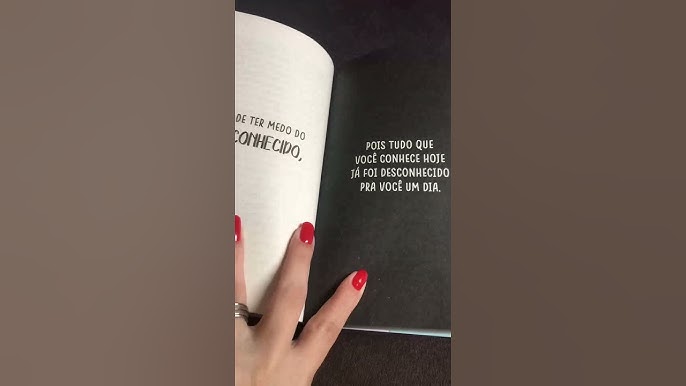 DE TER MEDO DO
CONHECIDO,
POIS TUDO QUE
VOCÊ CONHECE HOJE
JÁ FOI DESCONHECIDO
PRA VOCÊ UM DIA.